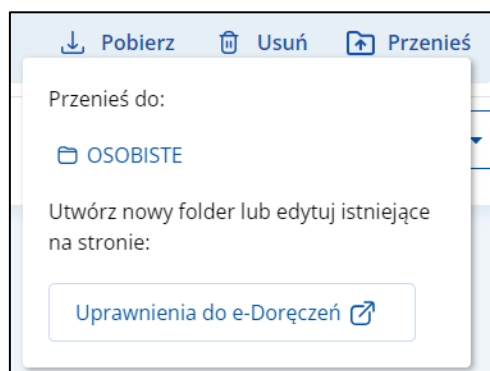 Pobierz Usuń Przenieś
Przenieś do:
OSOBISTE
Utwórz nowy folder lub edytuj istniejące
na stronie:
Uprawnienia do e-Doręczeń